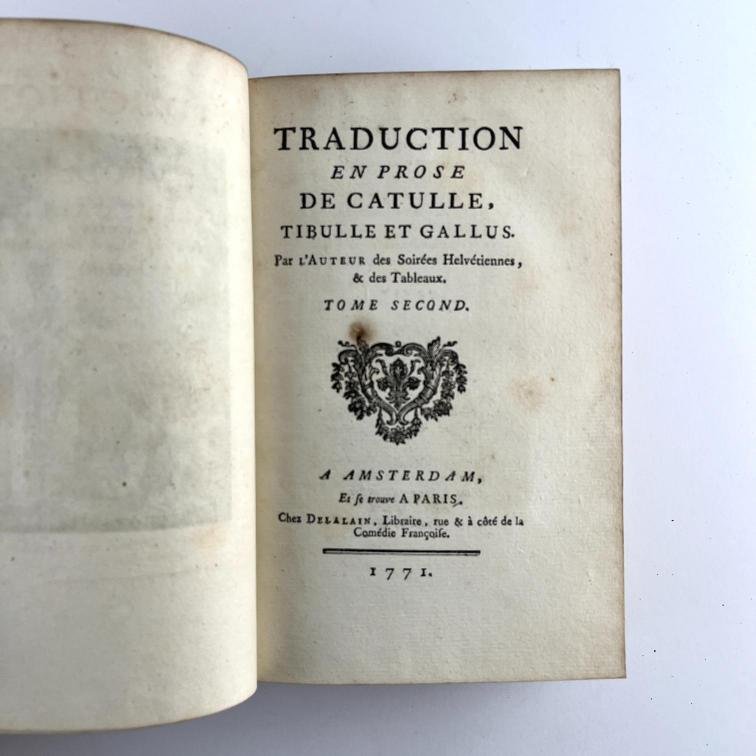 TRADUCTION
EN PROSE
DE CATULLE,
TIBULLE ET GALLUS.
Par L'AUTEUR des Soirées Helvétiennes,
& des Tableaux.
TOME SECOND.
A AMSTERDAM,
Et se trouve A PARIS.
Chez DELALAIN, Libraire, rue & à côté de la
Comédie Françoise.
1771.